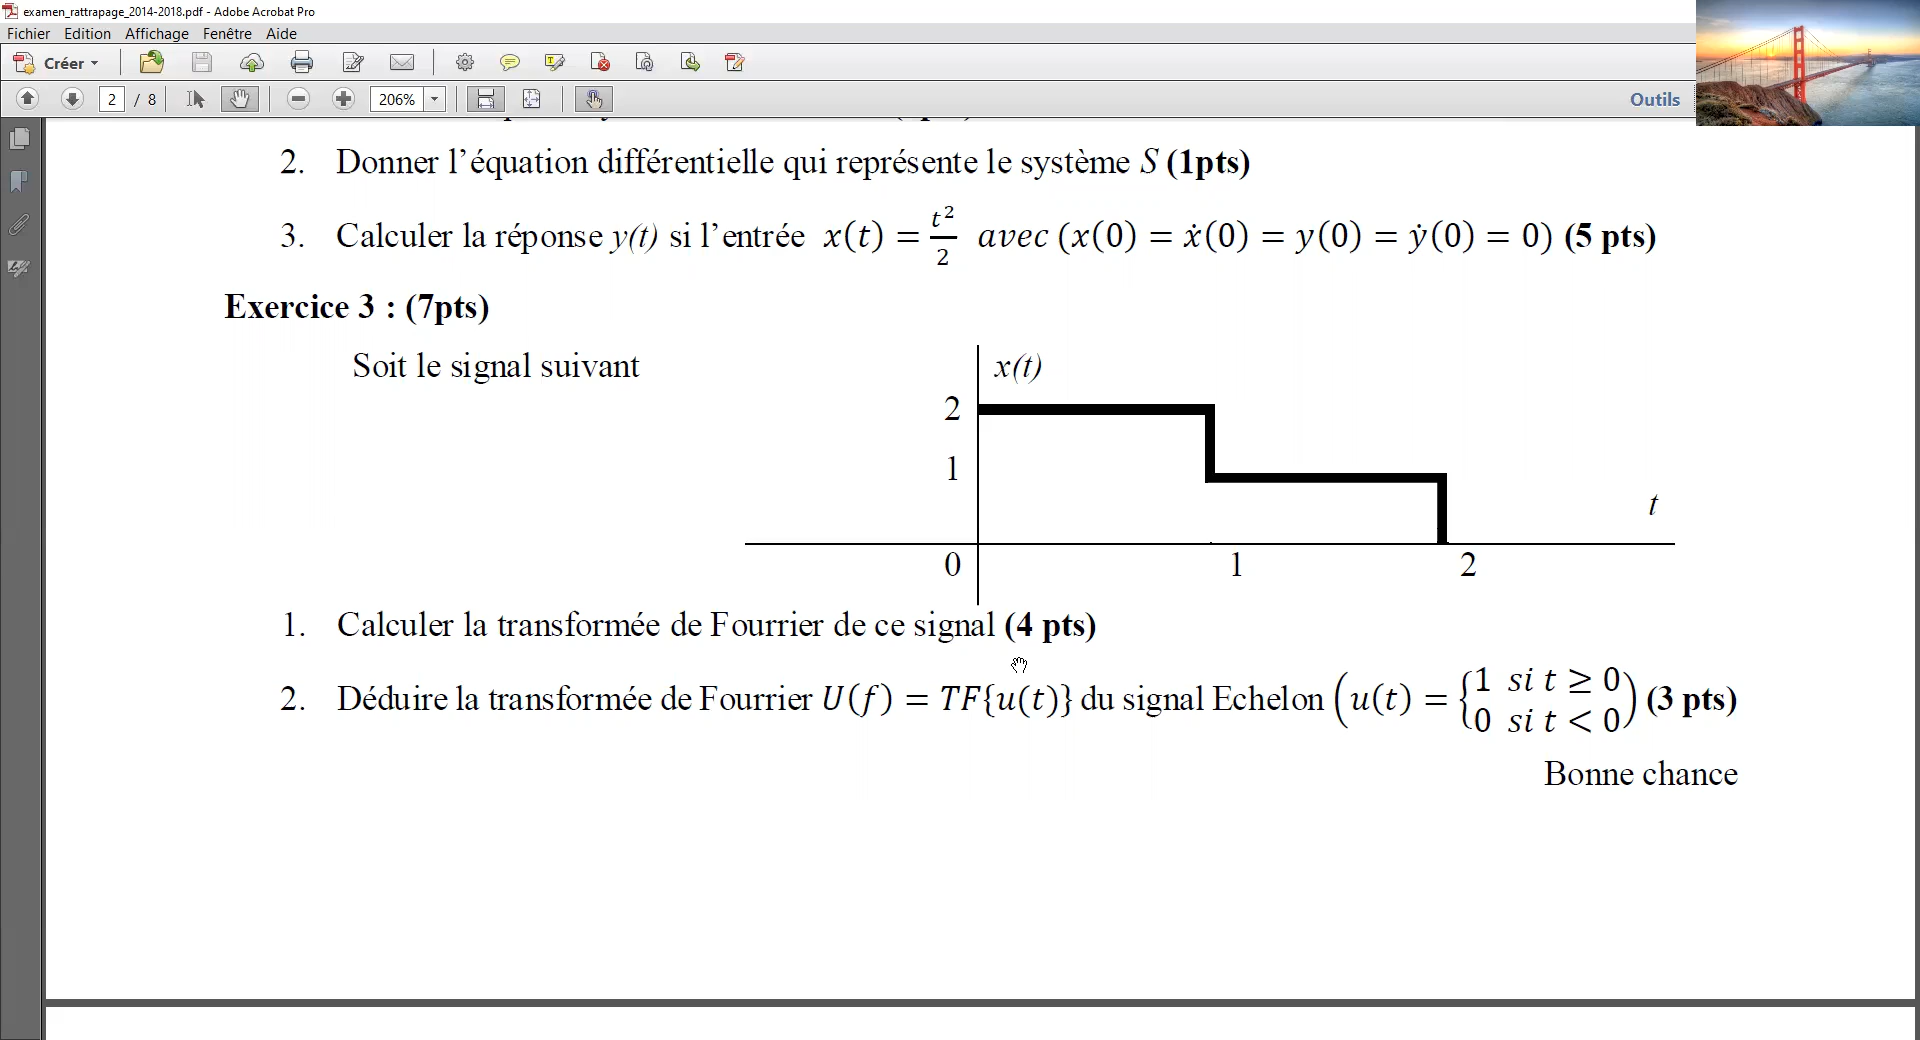 examen_rattrapage_2014-2018.pdf - Adobe Acrobat Pro
Fichier Edition Affichage Fenêtre Aide
Créer
2 / 8 206% Outils
2. Donner l’équation différentielle qui représente le système S (1pts)
3. Calculer la réponse y(t) si l’entrée x(t) = t²/2 avec (x(0) = ẋ(0) = y(0) = ẏ(0) = 0) (5 pts)
Exercice 3 : (7pts)
Soit le signal suivant
x(t)
2
1
t
0 1 2
1. Calculer la transformée de Fourrier de ce signal (4 pts)
2. Déduire la transformée de Fourrier U(f) = TF{u(t)} du signal Echelon (u(t) = {1 si t ≥ 0 0 si t < 0) (3 pts)
Bonne chance